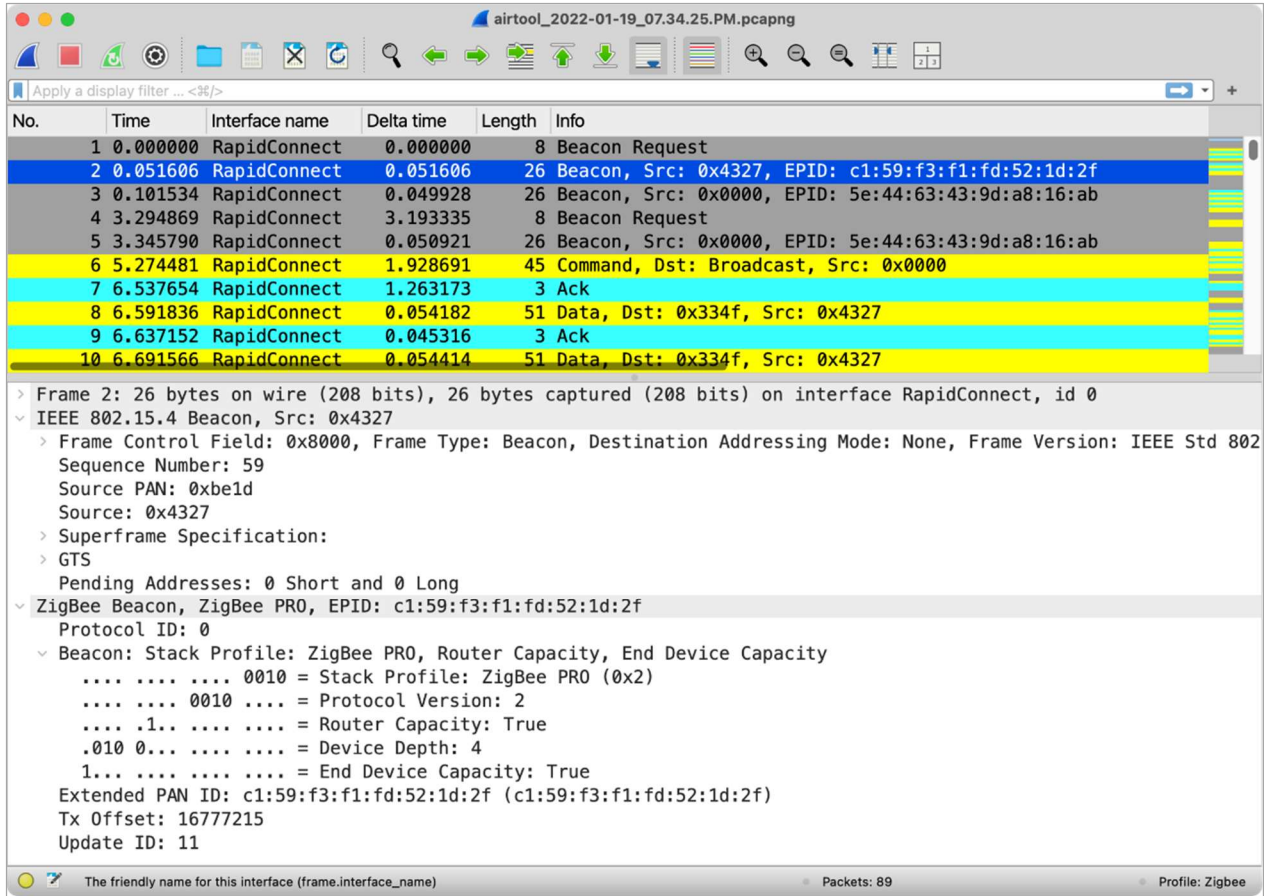 airtool_2022-01-19_07.34.25.PM.pcapng
Apply a display filter ... <⌘/>
No. Time Interface name Delta time Length Info
1 0.000000 RapidConnect 0.000000 8 Beacon Request
2 0.051606 RapidConnect 0.051606 26 Beacon, Src: 0x4327, EPID: c1:59:f3:f1:fd:52:1d:2f
3 0.101534 RapidConnect 0.049928 26 Beacon, Src: 0x0000, EPID: 5e:44:63:43:9d:a8:16:ab
4 3.294869 RapidConnect 3.193335 8 Beacon Request
5 3.345790 RapidConnect 0.050921 26 Beacon, Src: 0x0000, EPID: 5e:44:63:43:9d:a8:16:ab
6 5.274481 RapidConnect 1.928691 45 Command, Dst: Broadcast, Src: 0x0000
7 6.537654 RapidConnect 1.263173 3 Ack
8 6.591836 RapidConnect 0.054182 51 Data, Dst: 0x334f, Src: 0x4327
9 6.637152 RapidConnect 0.045316 3 Ack
10 6.691566 RapidConnect 0.054414 51 Data, Dst: 0x334f, Src: 0x4327
Frame 2: 26 bytes on wire (208 bits), 26 bytes captured (208 bits) on interface RapidConnect, id 0
IEEE 802.15.4 Beacon, Src: 0x4327
Frame Control Field: 0x8000, Frame Type: Beacon, Destination Addressing Mode: None, Frame Version: IEEE Std 802
Sequence Number: 59
Source PAN: 0xbe1d
Source: 0x4327
Superframe Specification:
GTS
Pending Addresses: 0 Short and 0 Long
ZigBee Beacon, ZigBee PRO, EPID: c1:59:f3:f1:fd:52:1d:2f
Protocol ID: 0
Beacon: Stack Profile: ZigBee PRO, Router Capacity, End Device Capacity
.... .... .... 0010 = Stack Profile: ZigBee PRO (0x2)
.... .... 0010 .... = Protocol Version: 2
.... .1.. .... .... = Router Capacity: True
.010 0... .... .... = Device Depth: 4
1... .... .... .... = End Device Capacity: True
Extended PAN ID: c1:59:f3:f1:fd:52:1d:2f (c1:59:f3:f1:fd:52:1d:2f)
Tx Offset: 16777215
Update ID: 11
The friendly name for this interface (frame.interface_name) Packets: 89 Profile: Zigbee